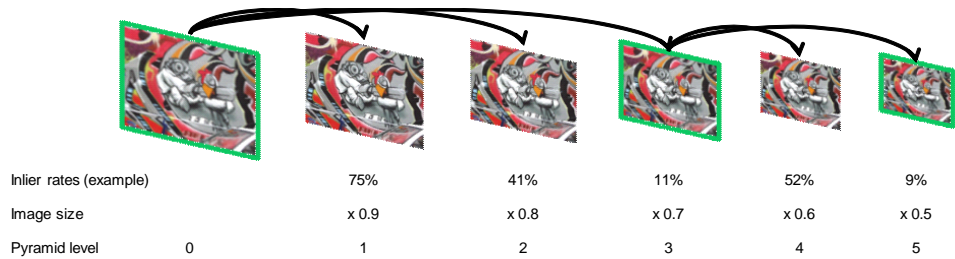 Inlier rates (example) 75% 41% 11% 52% 9%
Image size x 0.9 x 0.8 x 0.7 x 0.6 x 0.5
Pyramid level 0 1 2 3 4 5